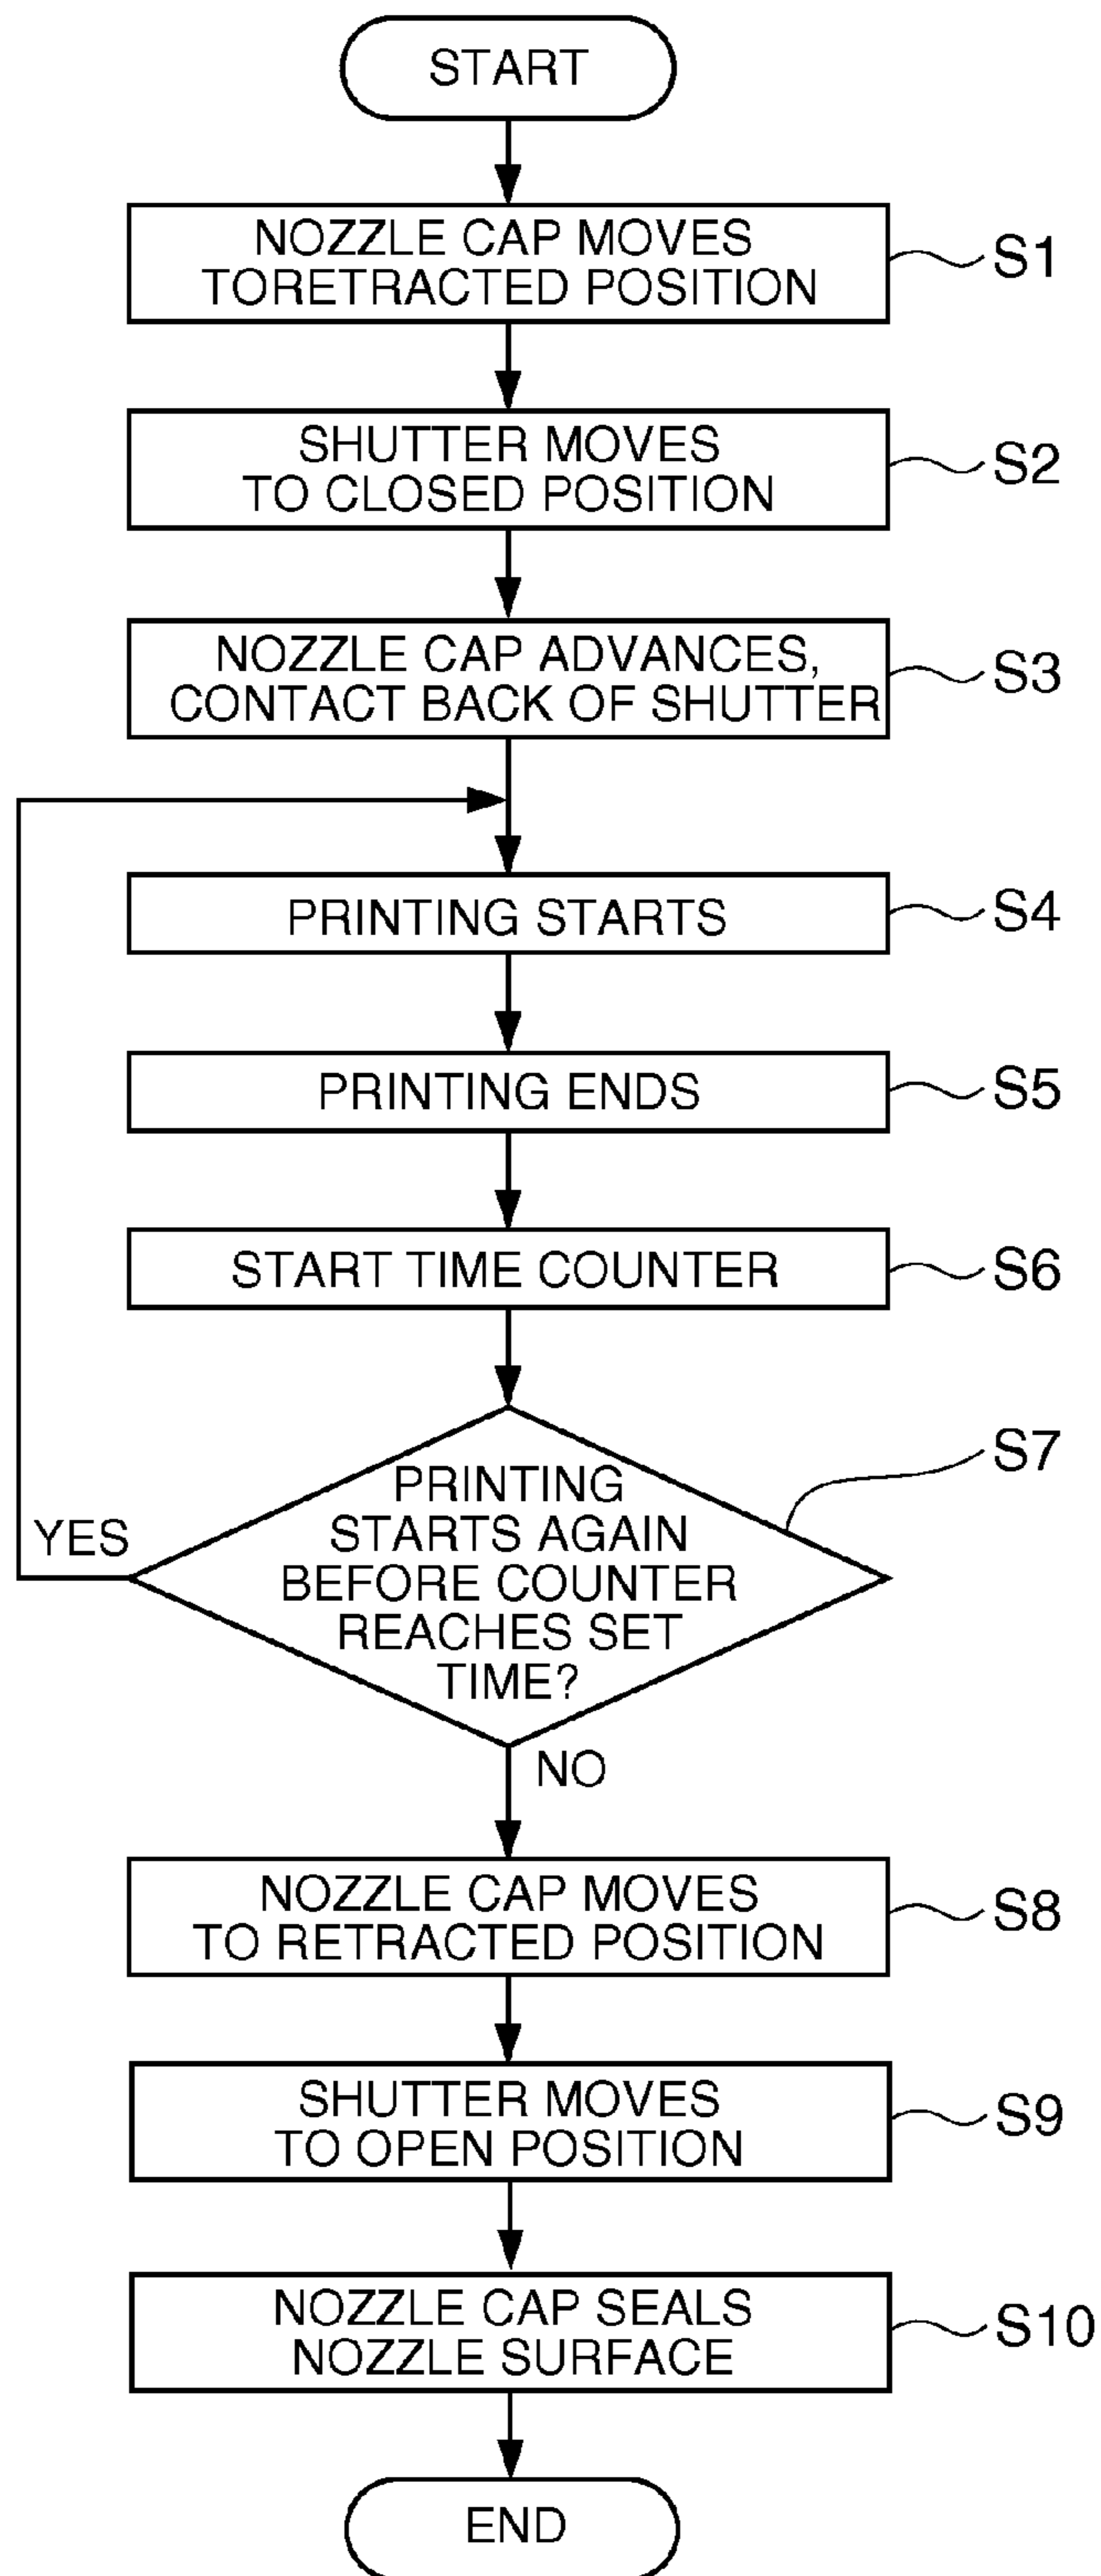 START
NOZZLE CAP MOVES
TORETRACTED POSITION
S1
SHUTTER MOVES
TO CLOSED POSITION
S2
NOZZLE CAP ADVANCES,
CONTACT BACK OF SHUTTER
S3
PRINTING STARTS
S4
PRINTING ENDS
S5
START TIME COUNTER
S6
PRINTING
STARTS AGAIN
BEFORE COUNTER
REACHES SET
TIME?
S7
YES
NO
NOZZLE CAP MOVES
TO RETRACTED POSITION
S8
SHUTTER MOVES
TO OPEN POSITION
S9
NOZZLE CAP SEALS
NOZZLE SURFACE
S10
END